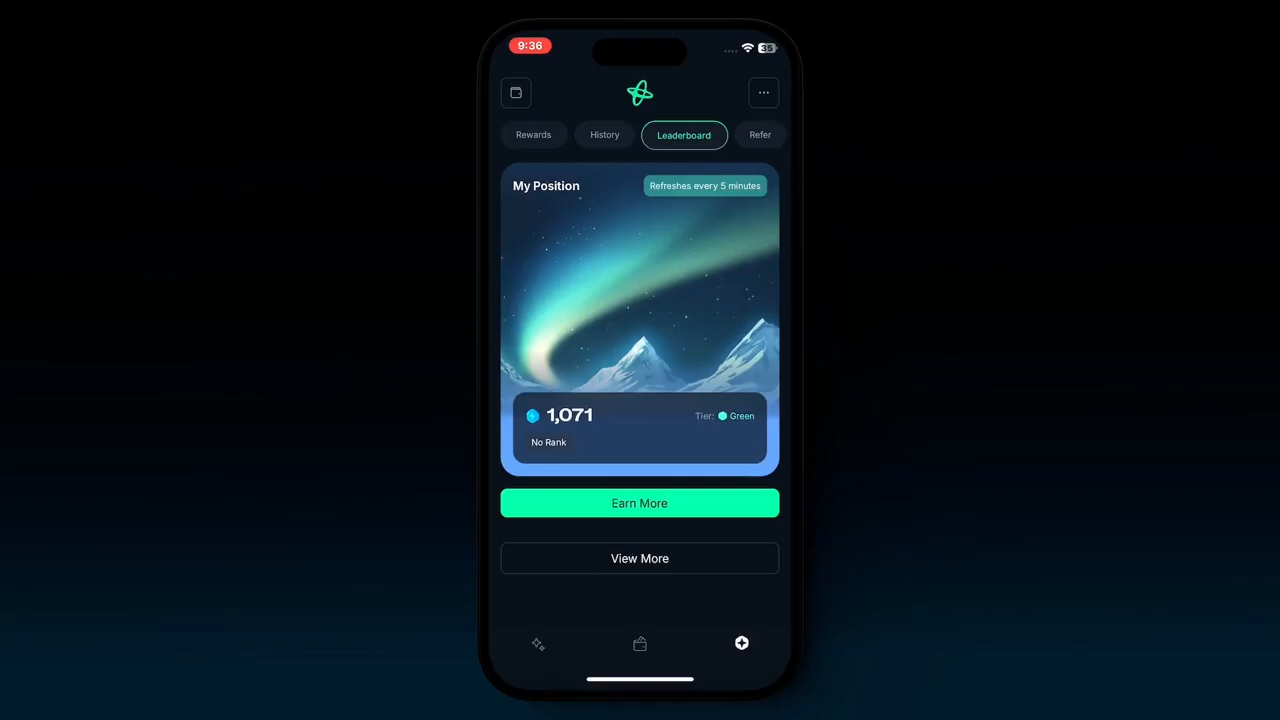 9:36
35
Rewards
History
Leaderboard
Refer
My Position
Refreshes every 5 minutes
1,071
Tier: Green
No Rank
Earn More
View More